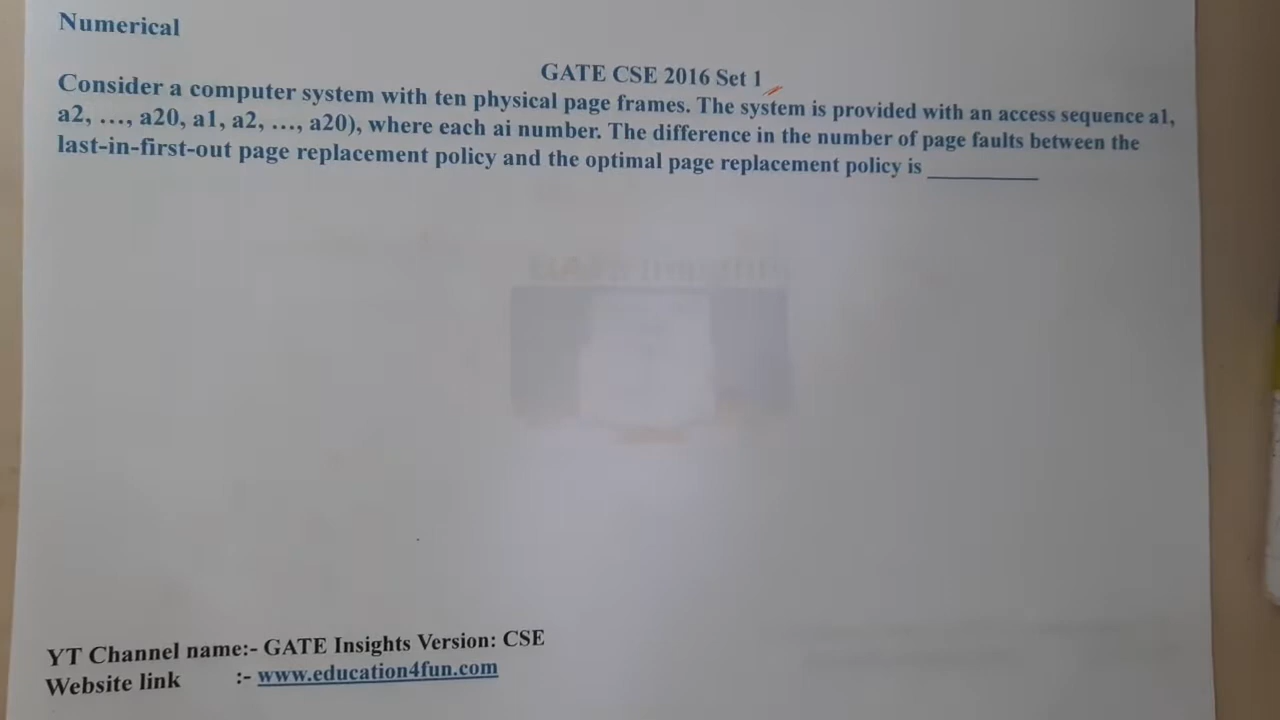 Numerical
GATE CSE 2016 Set 1
Consider a computer system with ten physical page frames. The system is provided with an access sequence a1,
a2, ..., a20, a1, a2, ..., a20), where each ai number. The difference in the number of page faults between the
last-in-first-out page replacement policy and the optimal page replacement policy is __________
YT Channel name:- GATE Insights Version: CSE
Website link :- www.education4fun.com